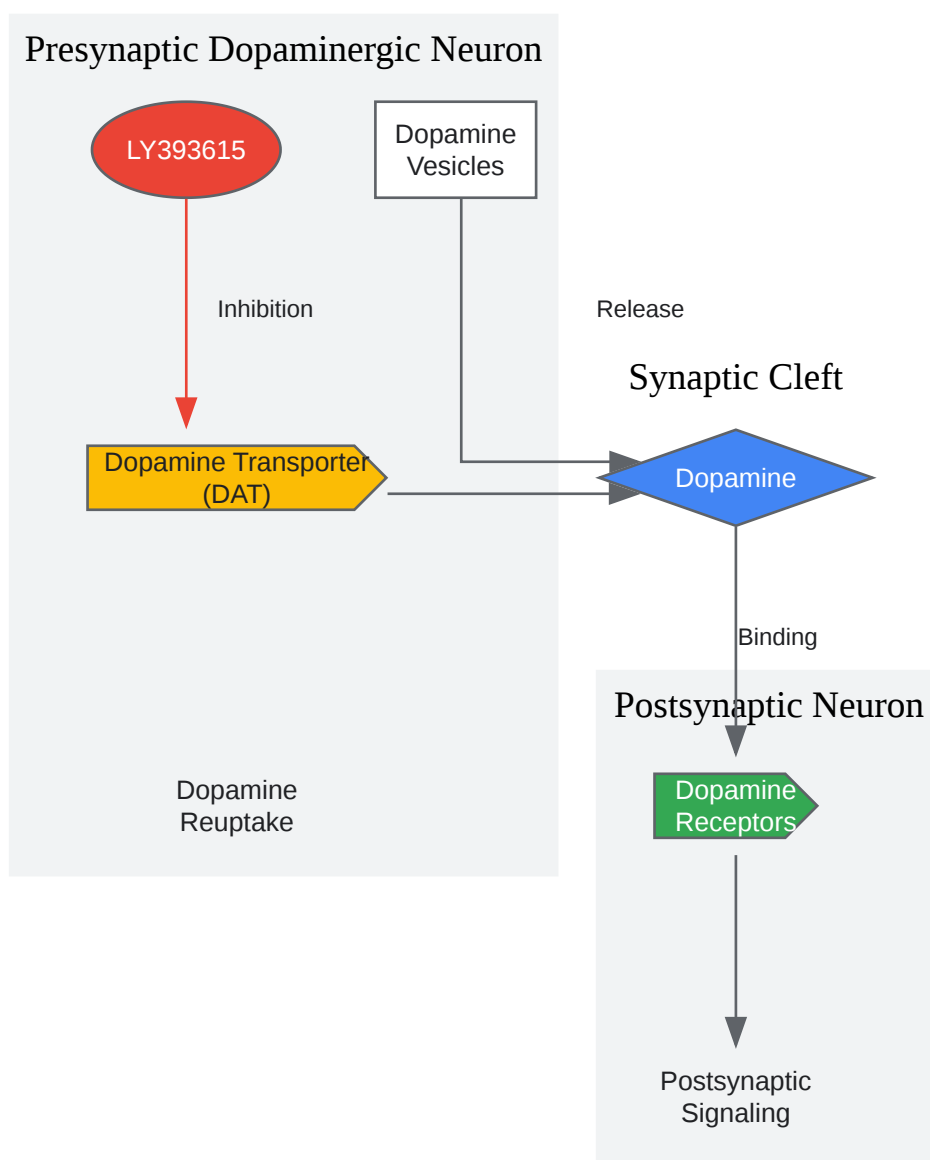 Presynaptic Dopaminergic Neuron
LY393615
Dopamine
Vesicles
Inhibition
Release
Synaptic Cleft
Dopamine Transporter
(DAT)
Dopamine
Binding
Postsynaptic Neuron
Dopamine
Reuptake
Dopamine
Receptors
Postsynaptic
Signaling